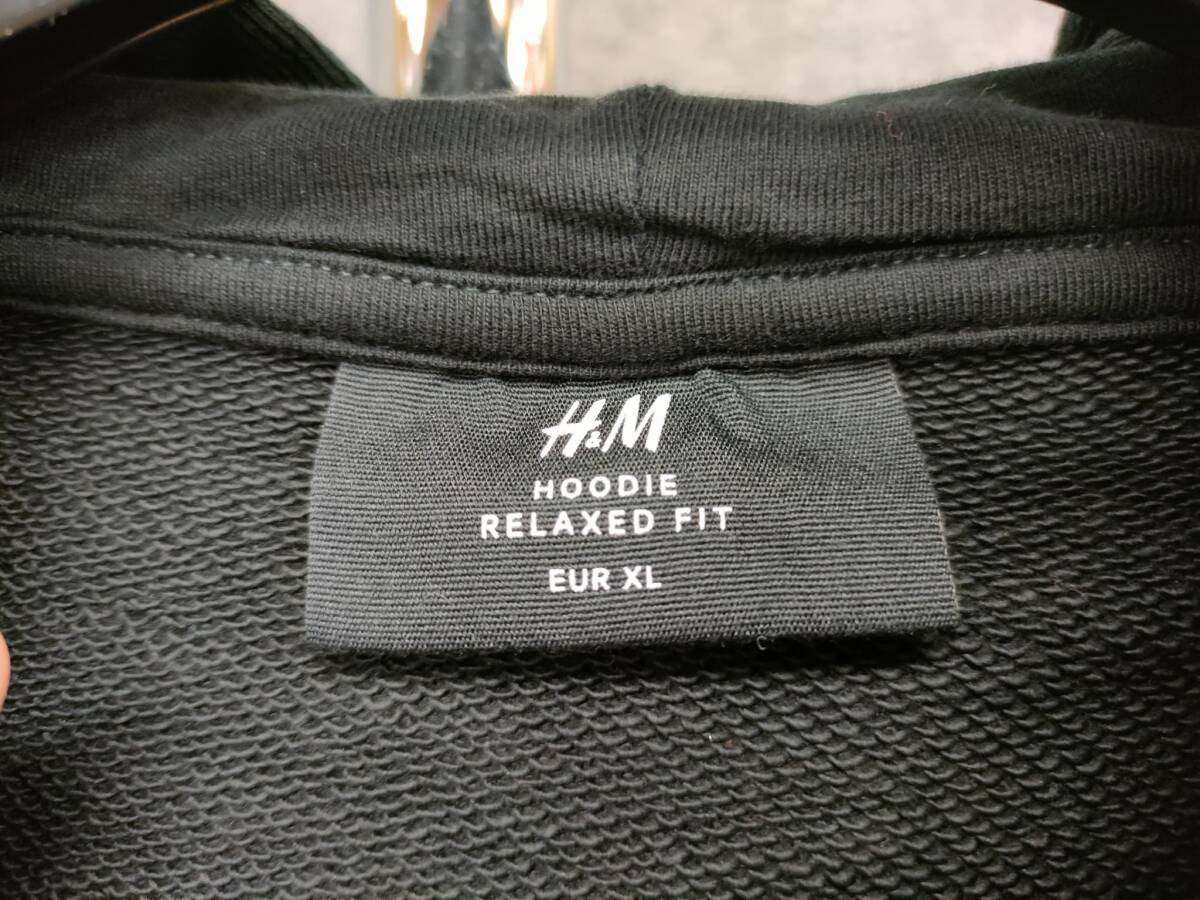 H&M
HOODIE
RELAXED FIT
EUR XL